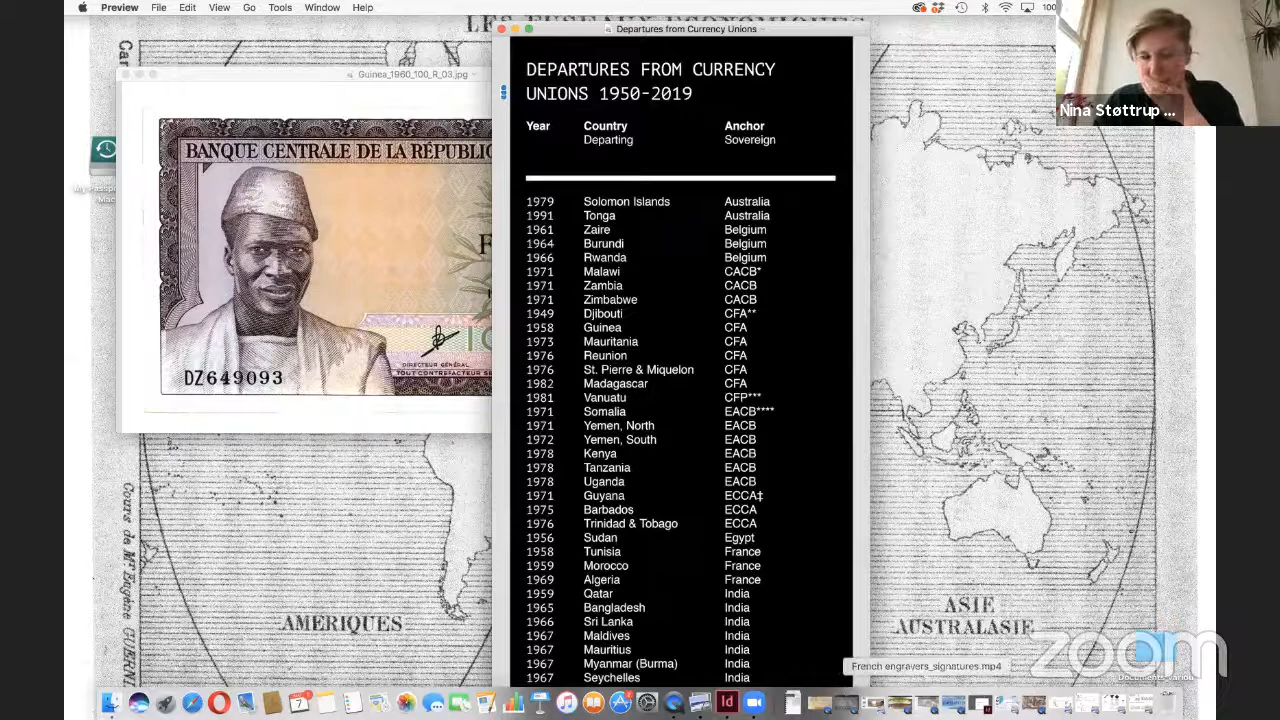 Preview File Edit View Go Tools Window Help
100
LES RÉSEAUX ÉCONOMIQUES
Departures from Currency Unions
Guinea_1960_100_R_03.jpg
Nina Støttrup ...
BANQUE CENTRALE DE LA RÉPUBLIC
DIRECTEUR GÉNÉRAL
DZ649093
DEPARTURES FROM CURRENCY
UNIONS 1950-2019
Year Country Anchor
Departing Sovereign
1979 Solomon Islands Australia
1991 Tonga Australia
1961 Zaire Belgium
1964 Burundi Belgium
1966 Rwanda Belgium
1971 Malawi CACB*
1971 Zambia CACB
1971 Zimbabwe CACB
1949 Djibouti CFA**
1958 Guinea CFA
1973 Mauritania CFA
1976 Reunion CFA
1976 St. Pierre & Miquelon CFA
1982 Madagascar CFA
1981 Vanuatu CFP***
1971 Somalia EACB****
1971 Yemen, North EACB
1972 Yemen, South EACB
1978 Kenya EACB
1978 Tanzania EACB
1978 Uganda EACB
1971 Guyana ECCA‡
1975 Barbados ECCA
1976 Trinidad & Tobago ECCA
1956 Sudan Egypt
1958 Tunisia France
1959 Morocco France
1969 Algeria France
1959 Qatar India
1965 Bangladesh India
1966 Sri Lanka India
1967 Maldives India
1967 Mauritius India
1967 Myanmar (Burma) India
1967 Seychelles India
AMÉRIQUES
ASIE
AUSTRALASIE
French engravers_signatures.mp4
zoom